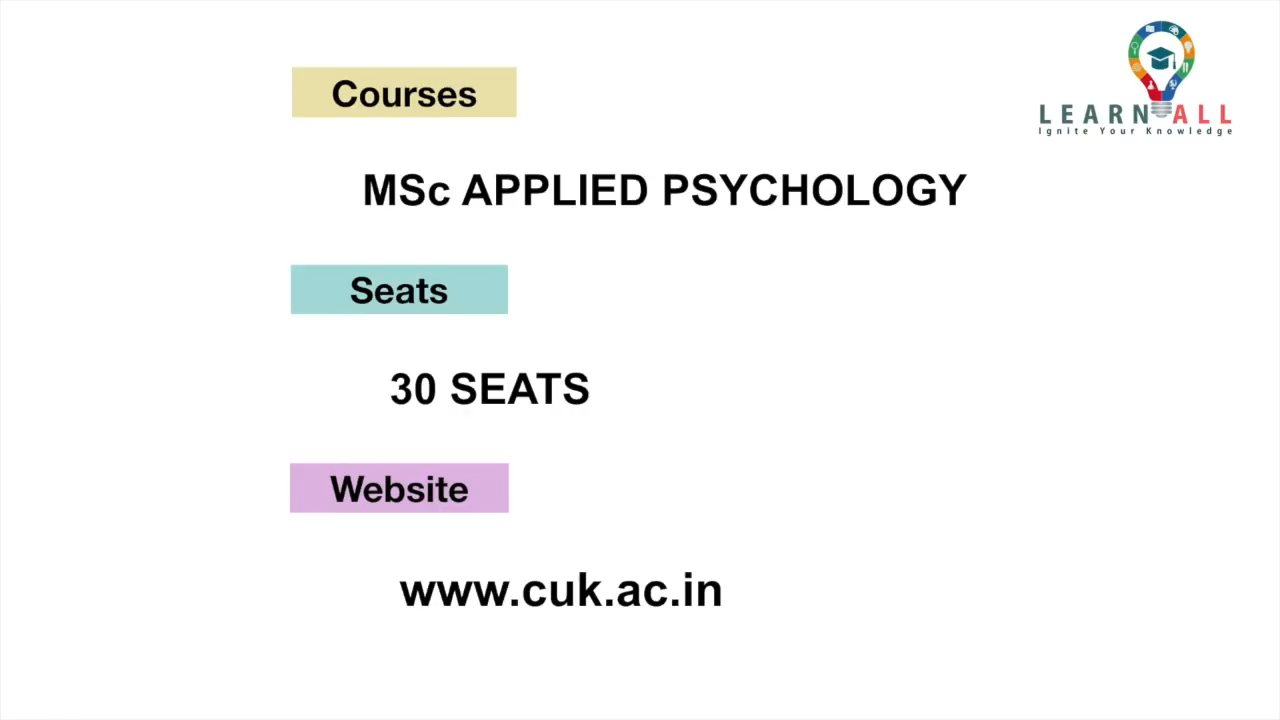 Courses
LEARN ALL
Ignite Your Knowledge
MSc APPLIED PSYCHOLOGY
Seats
30 SEATS
Website
www.cuk.ac.in